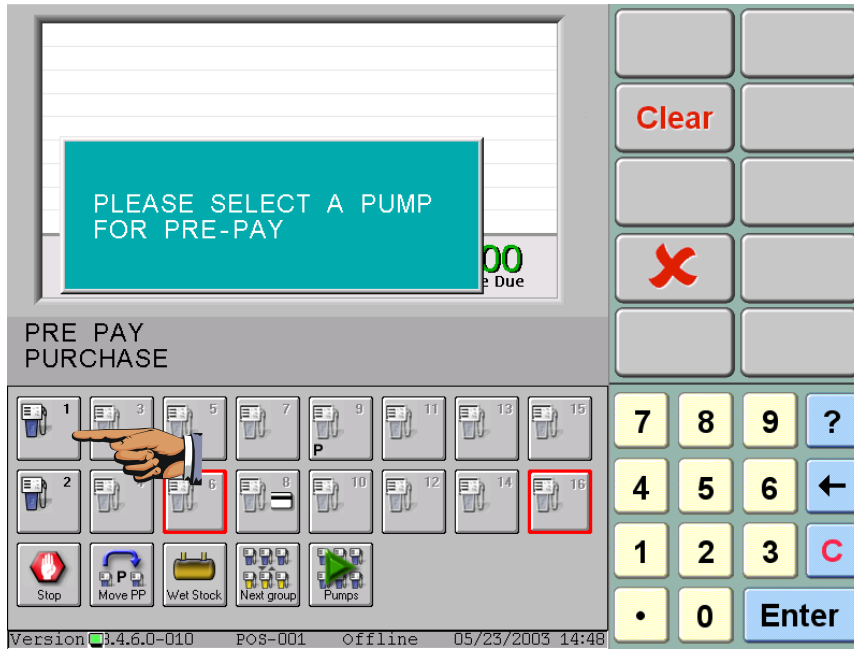 Clear
PLEASE SELECT A PUMP
FOR PRE-PAY
00
e Due
PRE PAY
PURCHASE
1 3 5 7 9 11 13 15
P
2 4 6 8 10 12 14 16
P
Stop Move PP Wet Stock Next group Pumps
7 8 9 ?
4 5 6 ←
1 2 3 C
• 0 Enter
Version 3.4.6.0-010 POS-001 Offline 05/23/2003 14:48